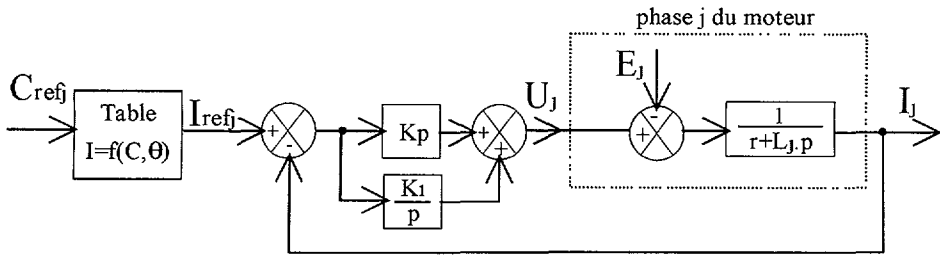 phase j du moteur
Crefj
Table
I=f(C,Θ)
Irefj
+
-
Kp
K1
p
+
+
UJ
EJ
-
+
1
r+LJ.p
IJ